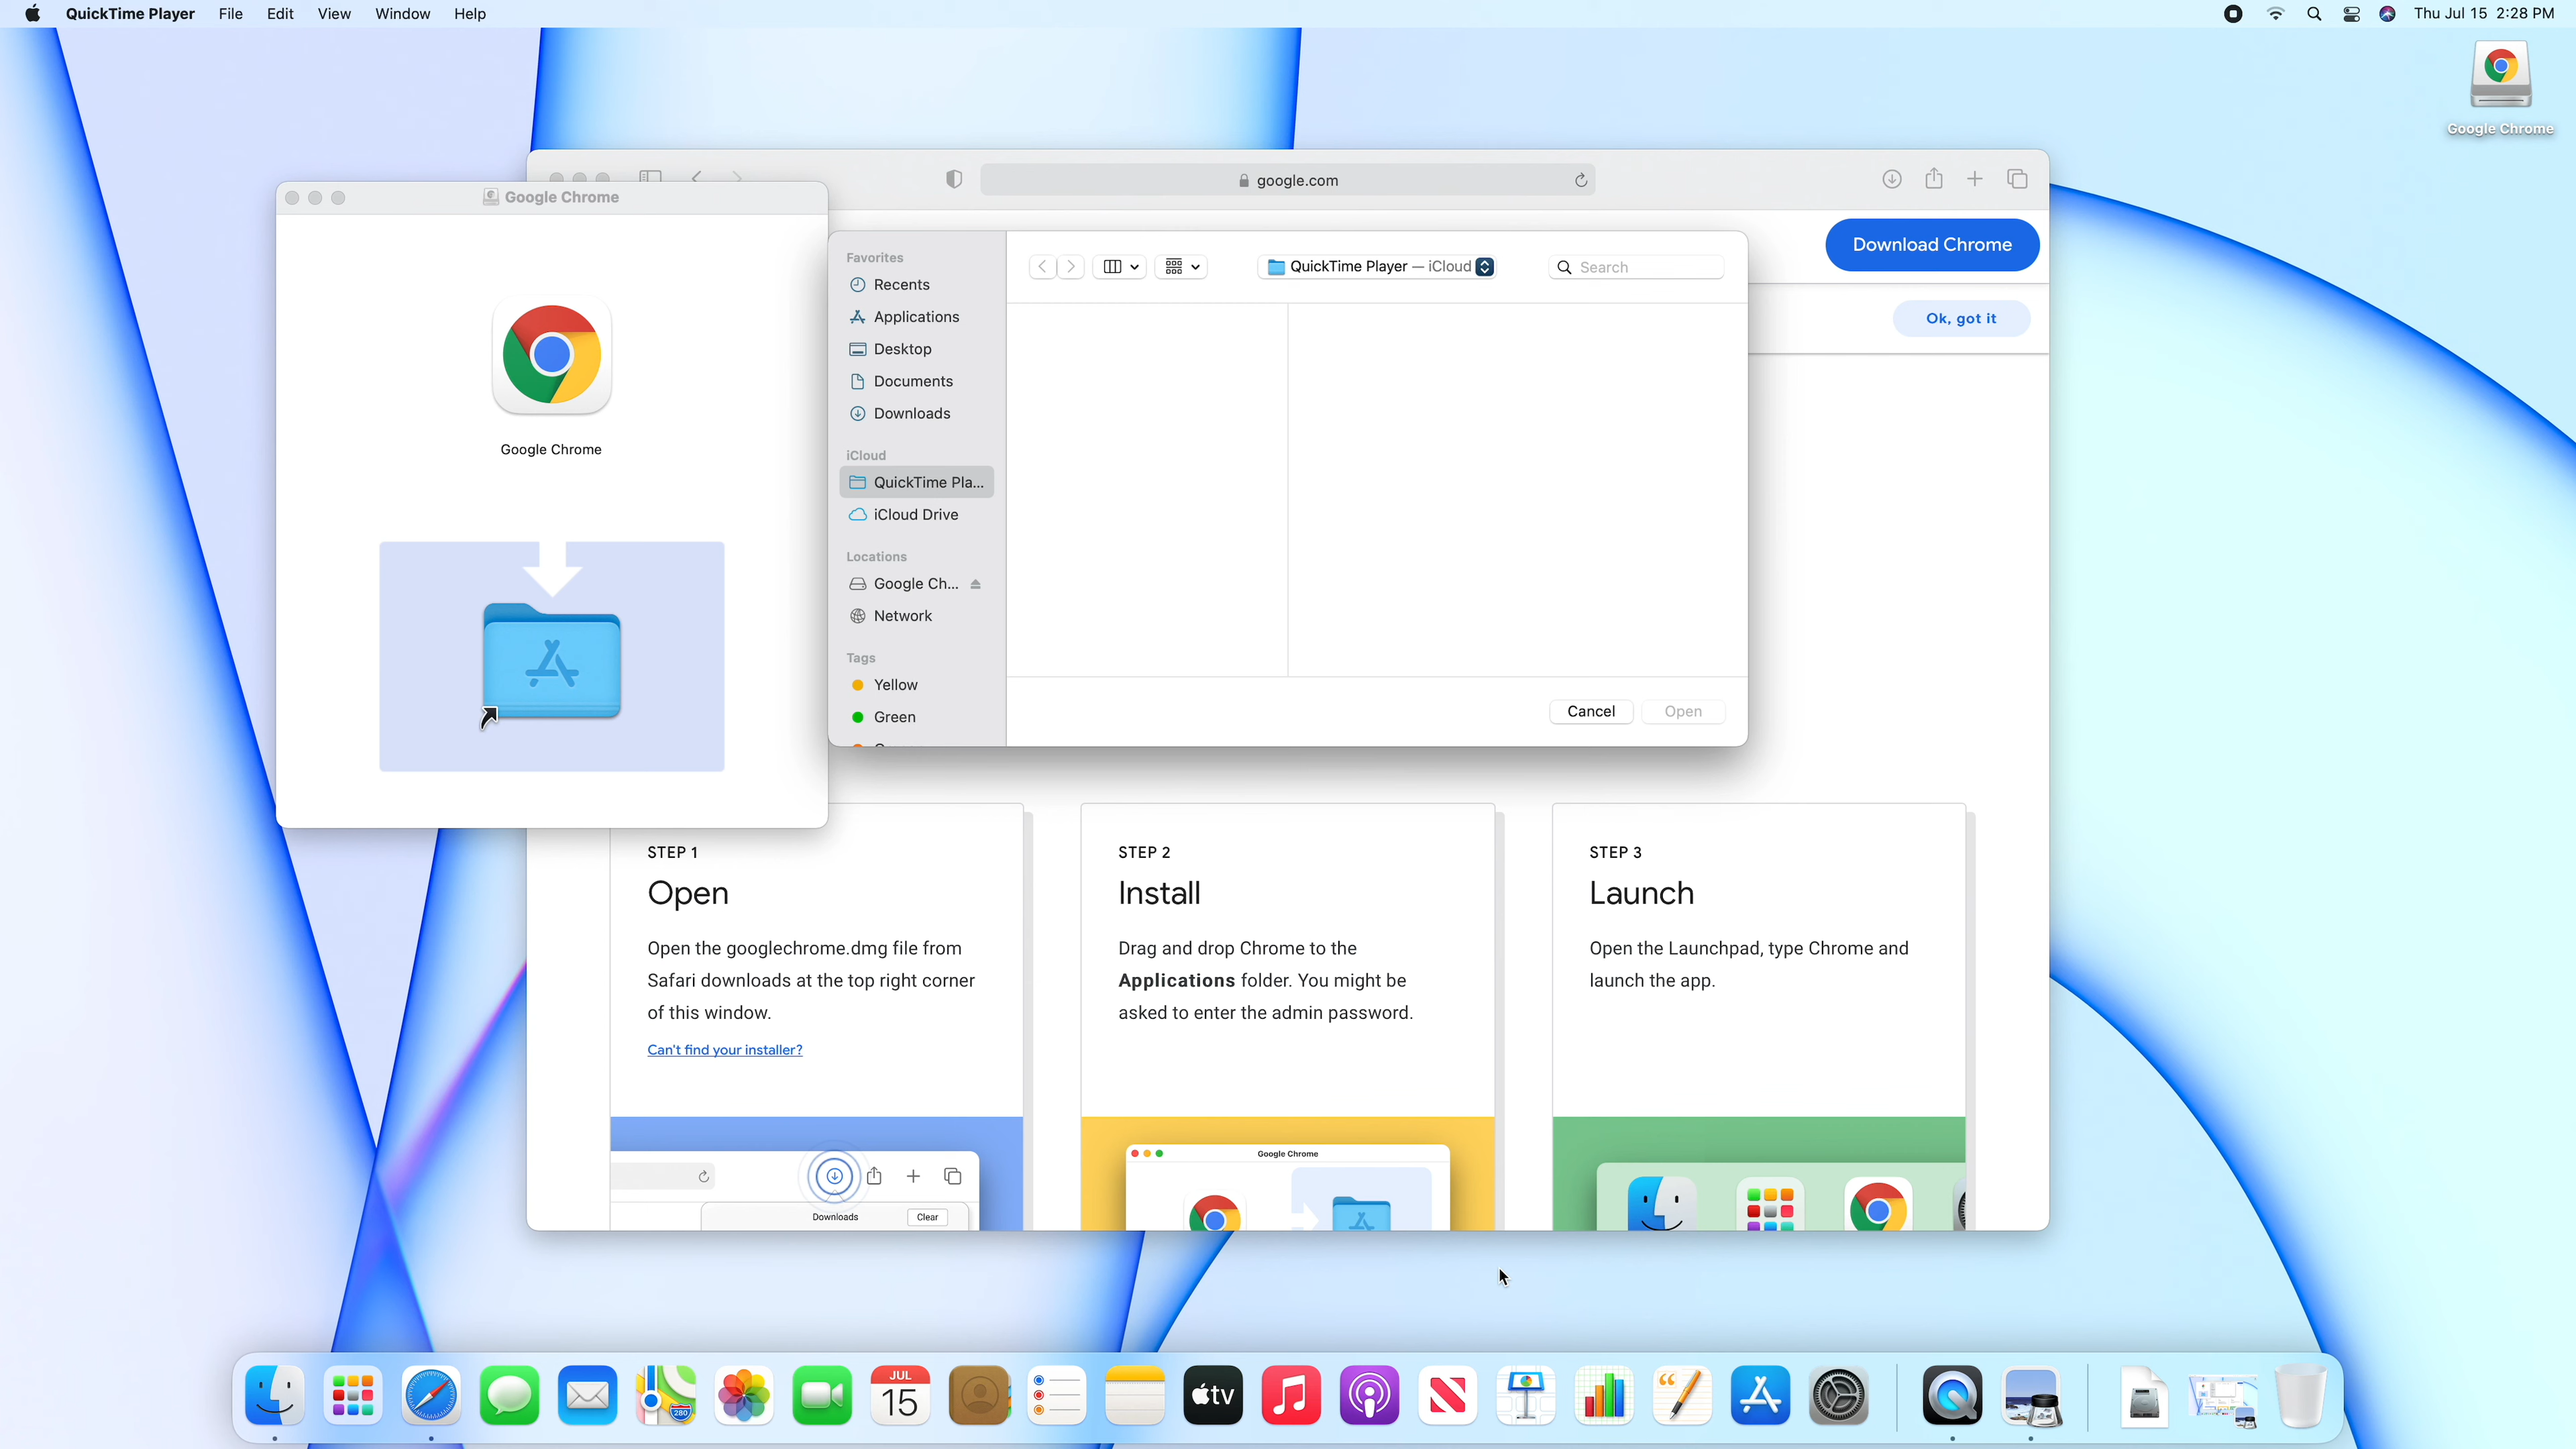 QuickTime Player File Edit View Window Help
Thu Jul 15 2:28 PM
Google Chrome
google.com
Google Chrome
Download Chrome
Ok, got it
Google Chrome
Favorites
Recents
Applications
Desktop
Documents
Downloads
iCloud
QuickTime Pla...
iCloud Drive
Locations
Google Ch...
Network
Tags
Yellow
Green
QuickTime Player — iCloud
Search
Cancel
Open
STEP 1
Open
Open the googlechrome.dmg file from
Safari downloads at the top right corner
of this window.
Can't find your installer?
Downloads
Clear
STEP 2
Install
Drag and drop Chrome to the
Applications folder. You might be
asked to enter the admin password.
Google Chrome
STEP 3
Launch
Open the Launchpad, type Chrome and
launch the app.
280
JUL
15
tv